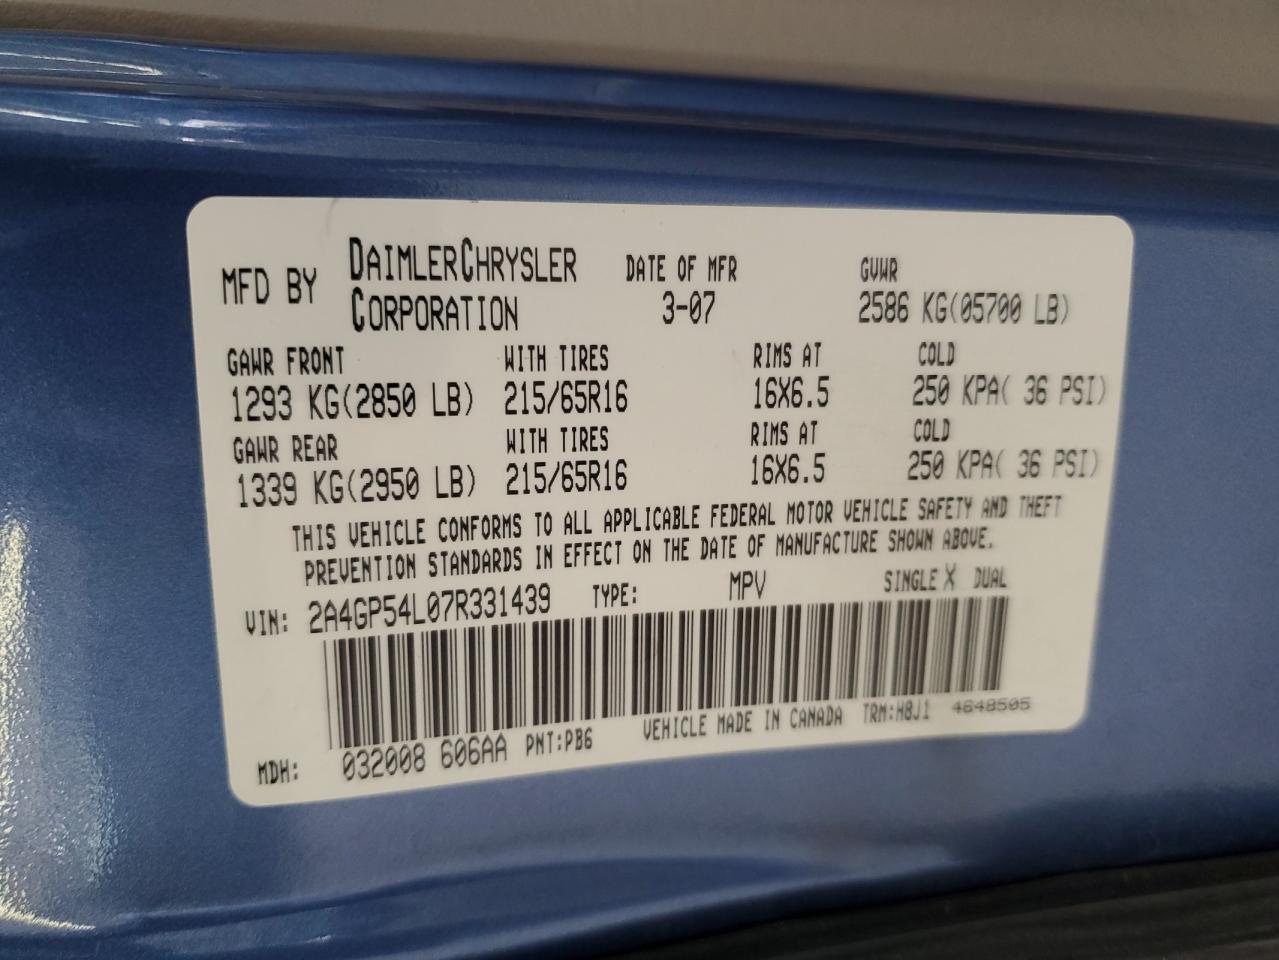 MFD BY DAIMLERCHRYSLER CORPORATION DATE OF MFR 3-07 GVWR 2586 KG(05700 LB)
GAWR FRONT WITH TIRES RIMS AT COLD
1293 KG(2850 LB) 215/65R16 16X6.5 250 KPA( 36 PSI)
GAWR REAR WITH TIRES RIMS AT COLD
1339 KG(2950 LB) 215/65R16 16X6.5 250 KPA( 36 PSI)
THIS VEHICLE CONFORMS TO ALL APPLICABLE FEDERAL MOTOR VEHICLE SAFETY AND THEFT
PREVENTION STANDARDS IN EFFECT ON THE DATE OF MANUFACTURE SHOWN ABOVE.
VIN: 2A4GP54L07R331439 TYPE: MPV SINGLE X DUAL
MDH: 032008 606AA PNT:PB6 VEHICLE MADE IN CANADA TRM:H8J1 4648505